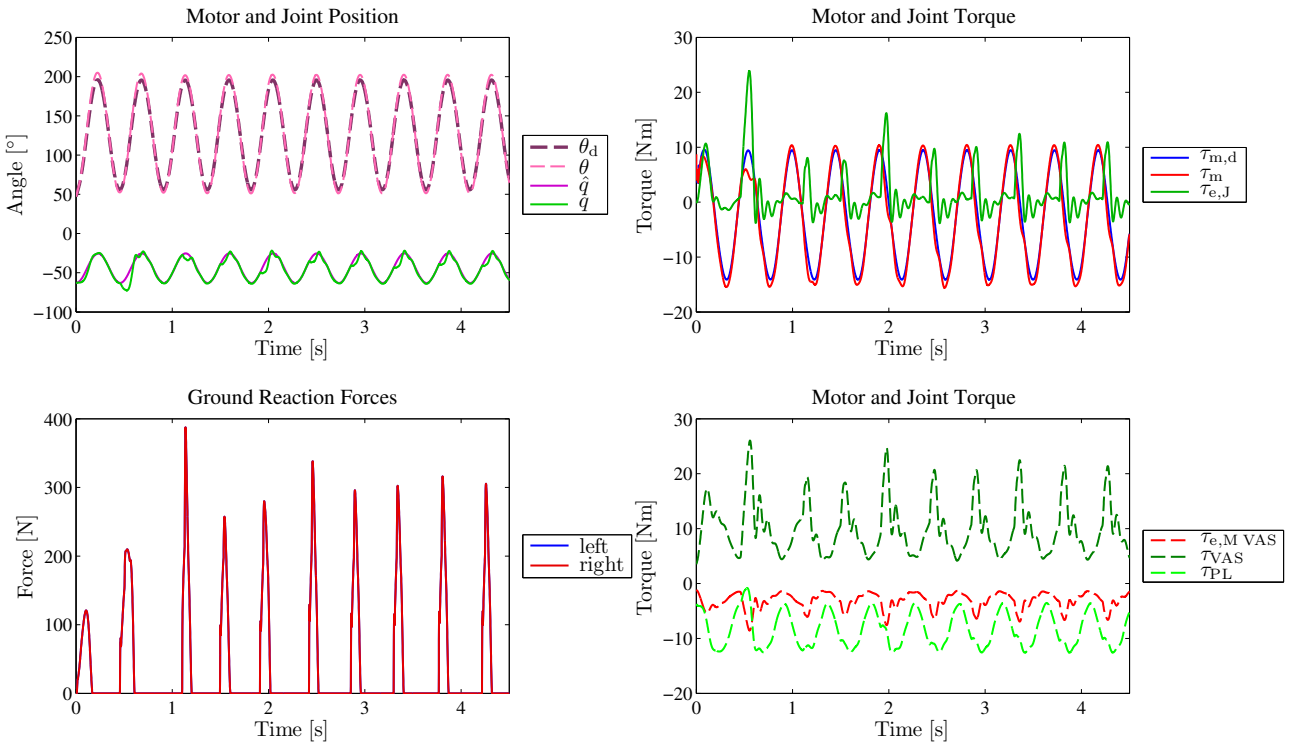 Motor and Joint Position
250
200
150
100
50
0
−50
−100
0
1
2
3
4
Angle [°]
Time [s]
θd
θ
q̂
q
Motor and Joint Torque
30
20
10
0
−10
−20
0
1
2
3
4
Torque [Nm]
Time [s]
τm,d
τm
τe,J
Ground Reaction Forces
400
300
200
100
0
0
1
2
3
4
Force [N]
Time [s]
left
right
Motor and Joint Torque
30
20
10
0
−10
−20
0
1
2
3
4
Torque [Nm]
Time [s]
τe,M VAS
τVAS
τPL